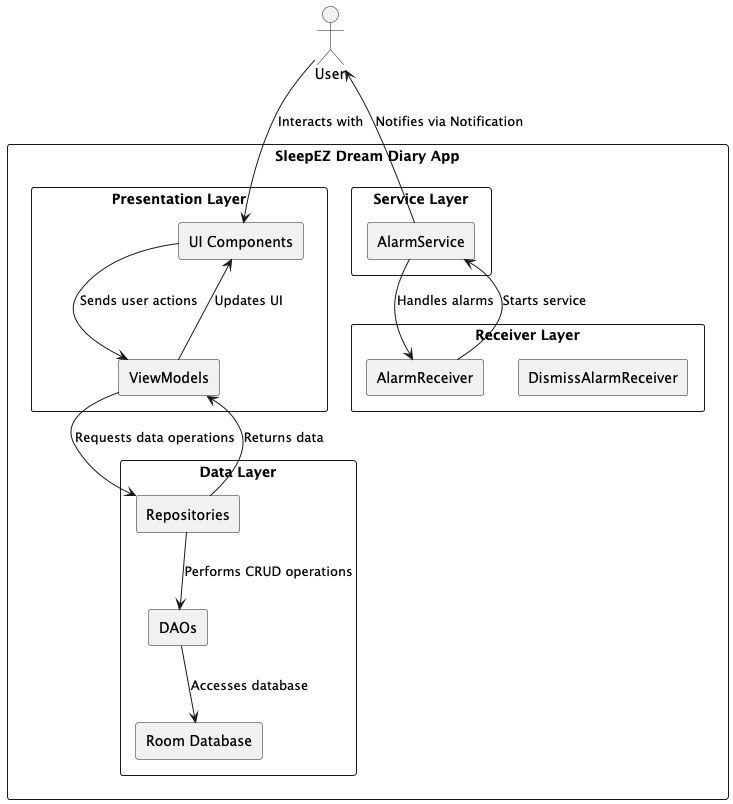 User
Interacts with
Notifies via Notification
SleepEZ Dream Diary App
Presentation Layer
Service Layer
UI Components
AlarmService
Sends user actions
Updates UI
Handles alarms
Starts service
Receiver Layer
ViewModels
AlarmReceiver
DismissAlarmReceiver
Requests data operations
Returns data
Data Layer
Repositories
Performs CRUD operations
DAOs
Accesses database
Room Database